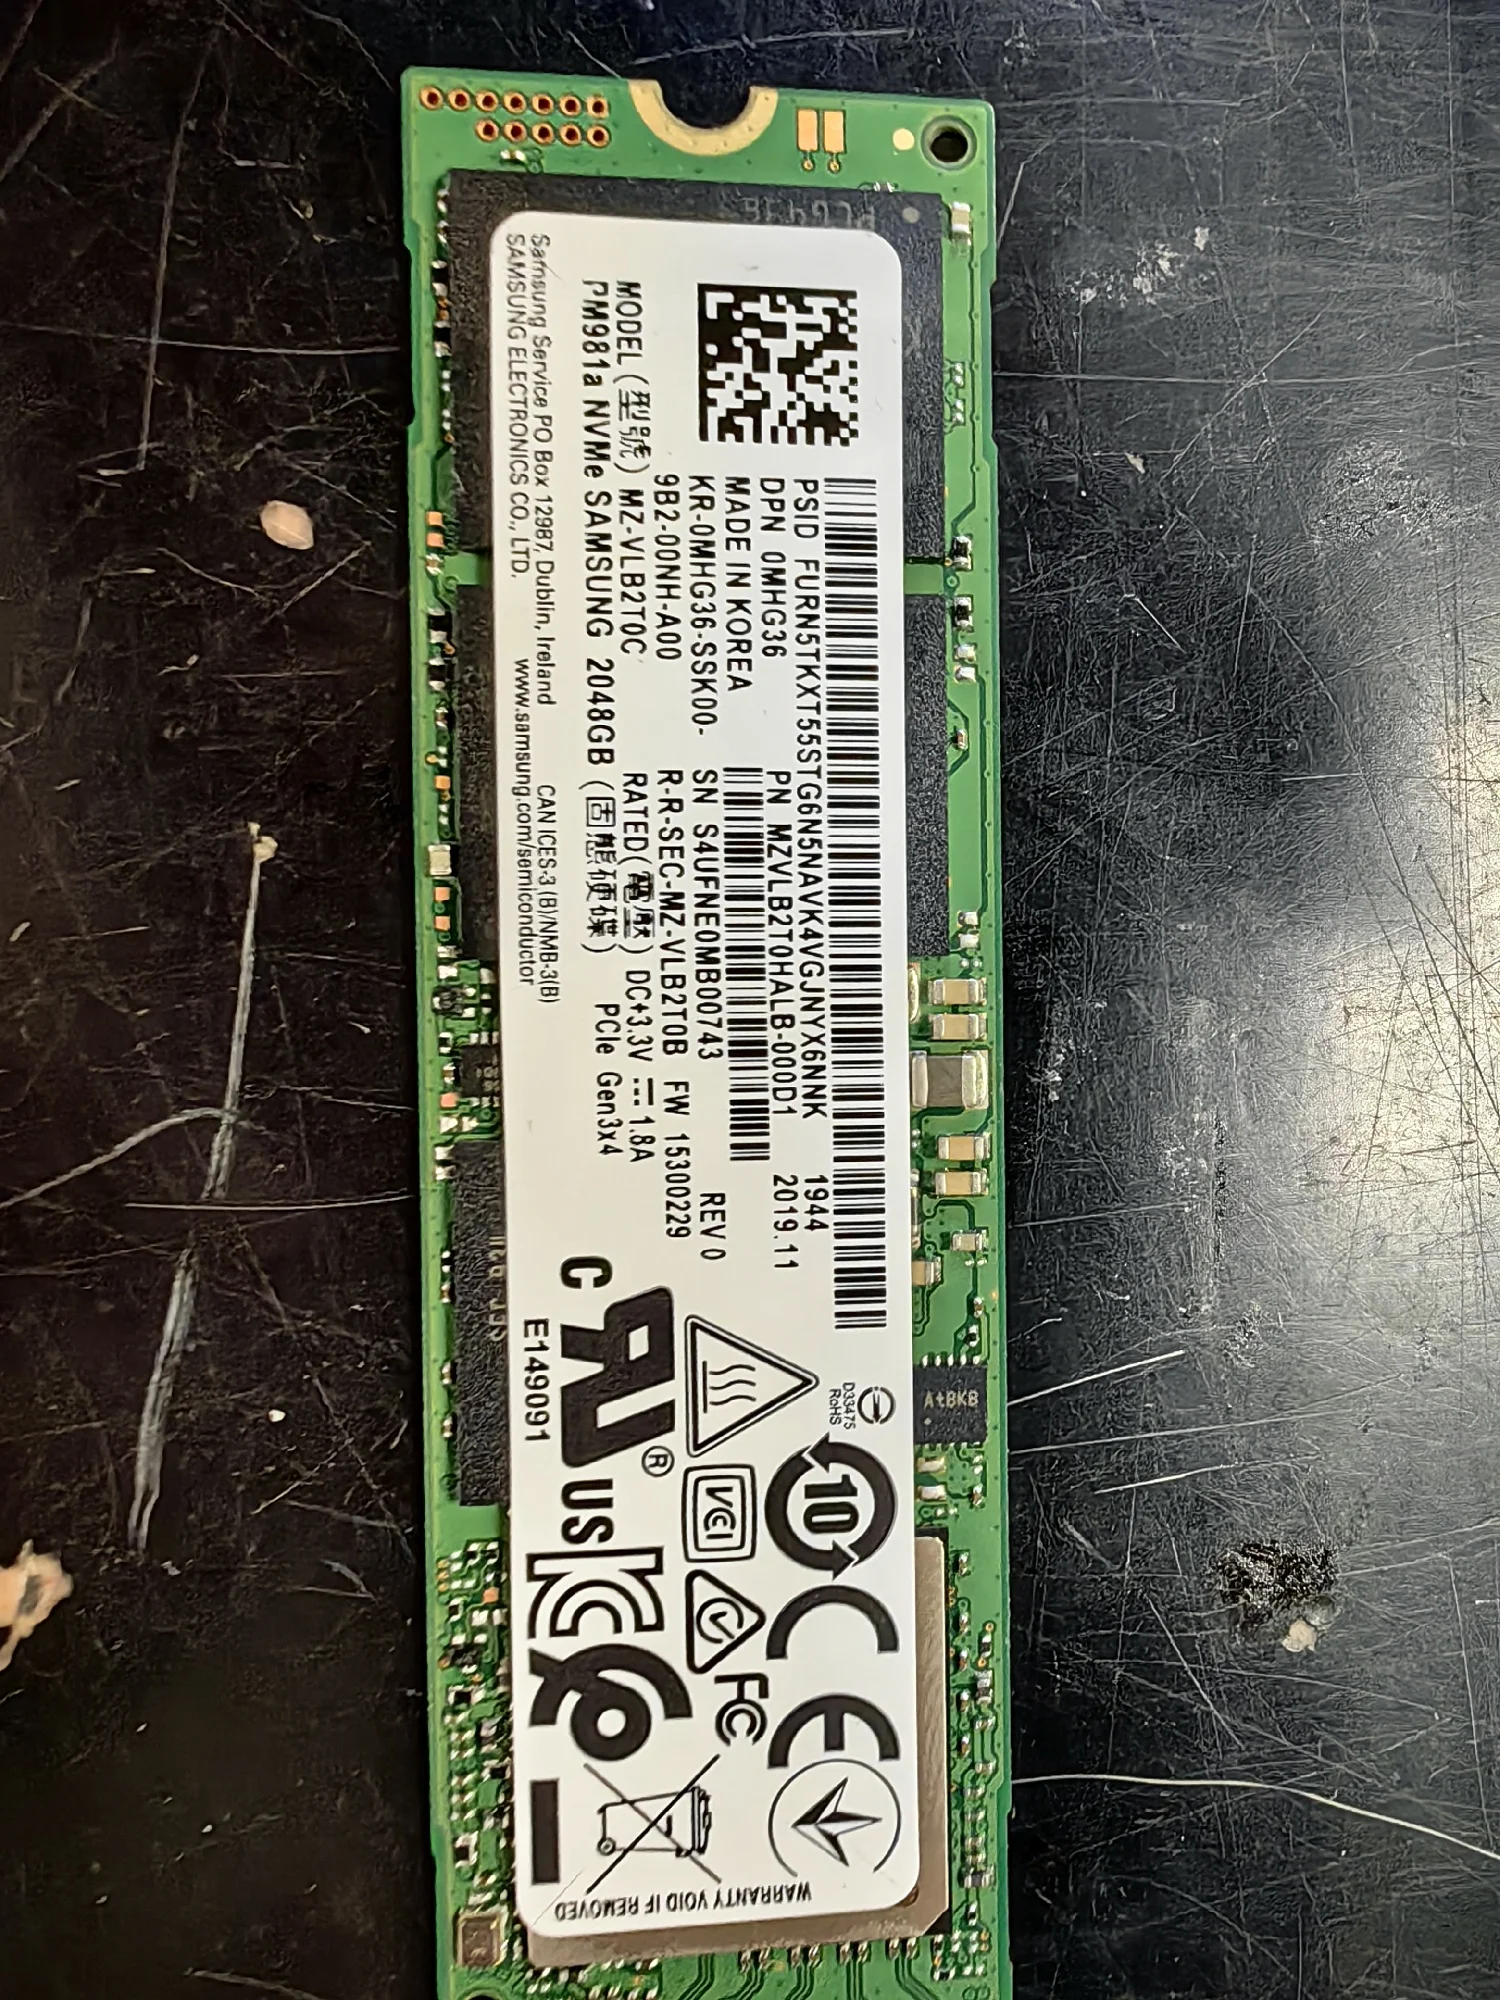 PSID FURN5TKXT55STG6N5NAVK4VGJNYX6NNK 1944
DPN 0MHG36 PN MZVLB2T0HALB-000D1 2019.11
MADE IN KOREA
KR-0MHG36-SSK00-
9B2-00NH-A00
SN S4UFNE0MB00743 REV 0
R-R-SEC-MZ-VLB2T0B FW 15300229
MODEL (型號) MZ-VLB2T0C
RATED(電壓) DC+3.3V 1.8A
PM981a NVMe SAMSUNG 2048GB (固態硬碟) PCIe Gen3x4
Samsung Service PO Box 12987, Dublin, Ireland CAN ICES-3 (B)/NMB-3(B)
SAMSUNG ELECTRONICS CO., LTD. www.samsung.com/semiconductor
D33475
RoHS
10
CE
VCI
FC
C
US
®
E149091
WARRANTY VOID IF REMOVED
AtBKB